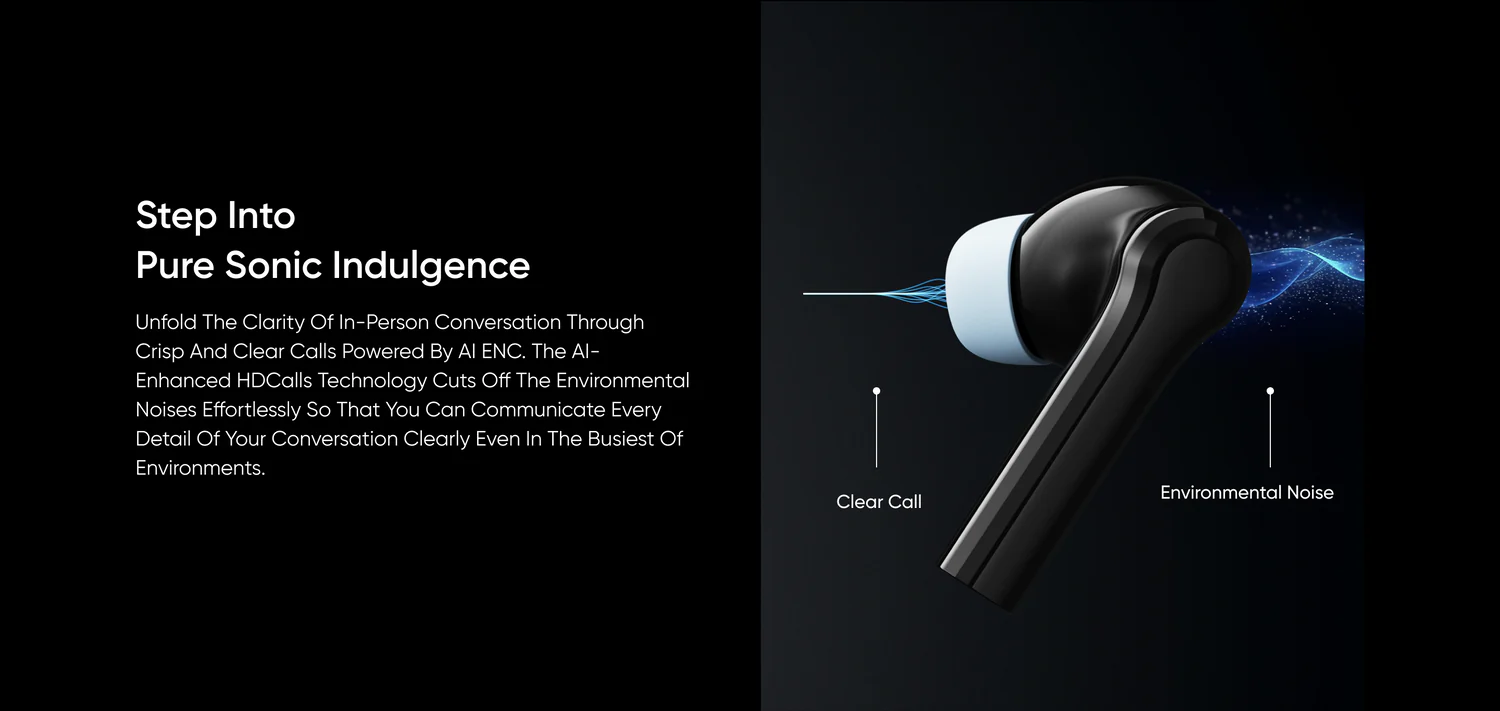 Step Into
Pure Sonic Indulgence
Unfold The Clarity Of In-Person Conversation Through
Crisp And Clear Calls Powered By AI ENC. The AI-
Enhanced HDCalls Technology Cuts Off The Environmental
Noises Effortlessly So That You Can Communicate Every
Detail Of Your Conversation Clearly Even In The Busiest Of
Environments.
Clear Call
Environmental Noise